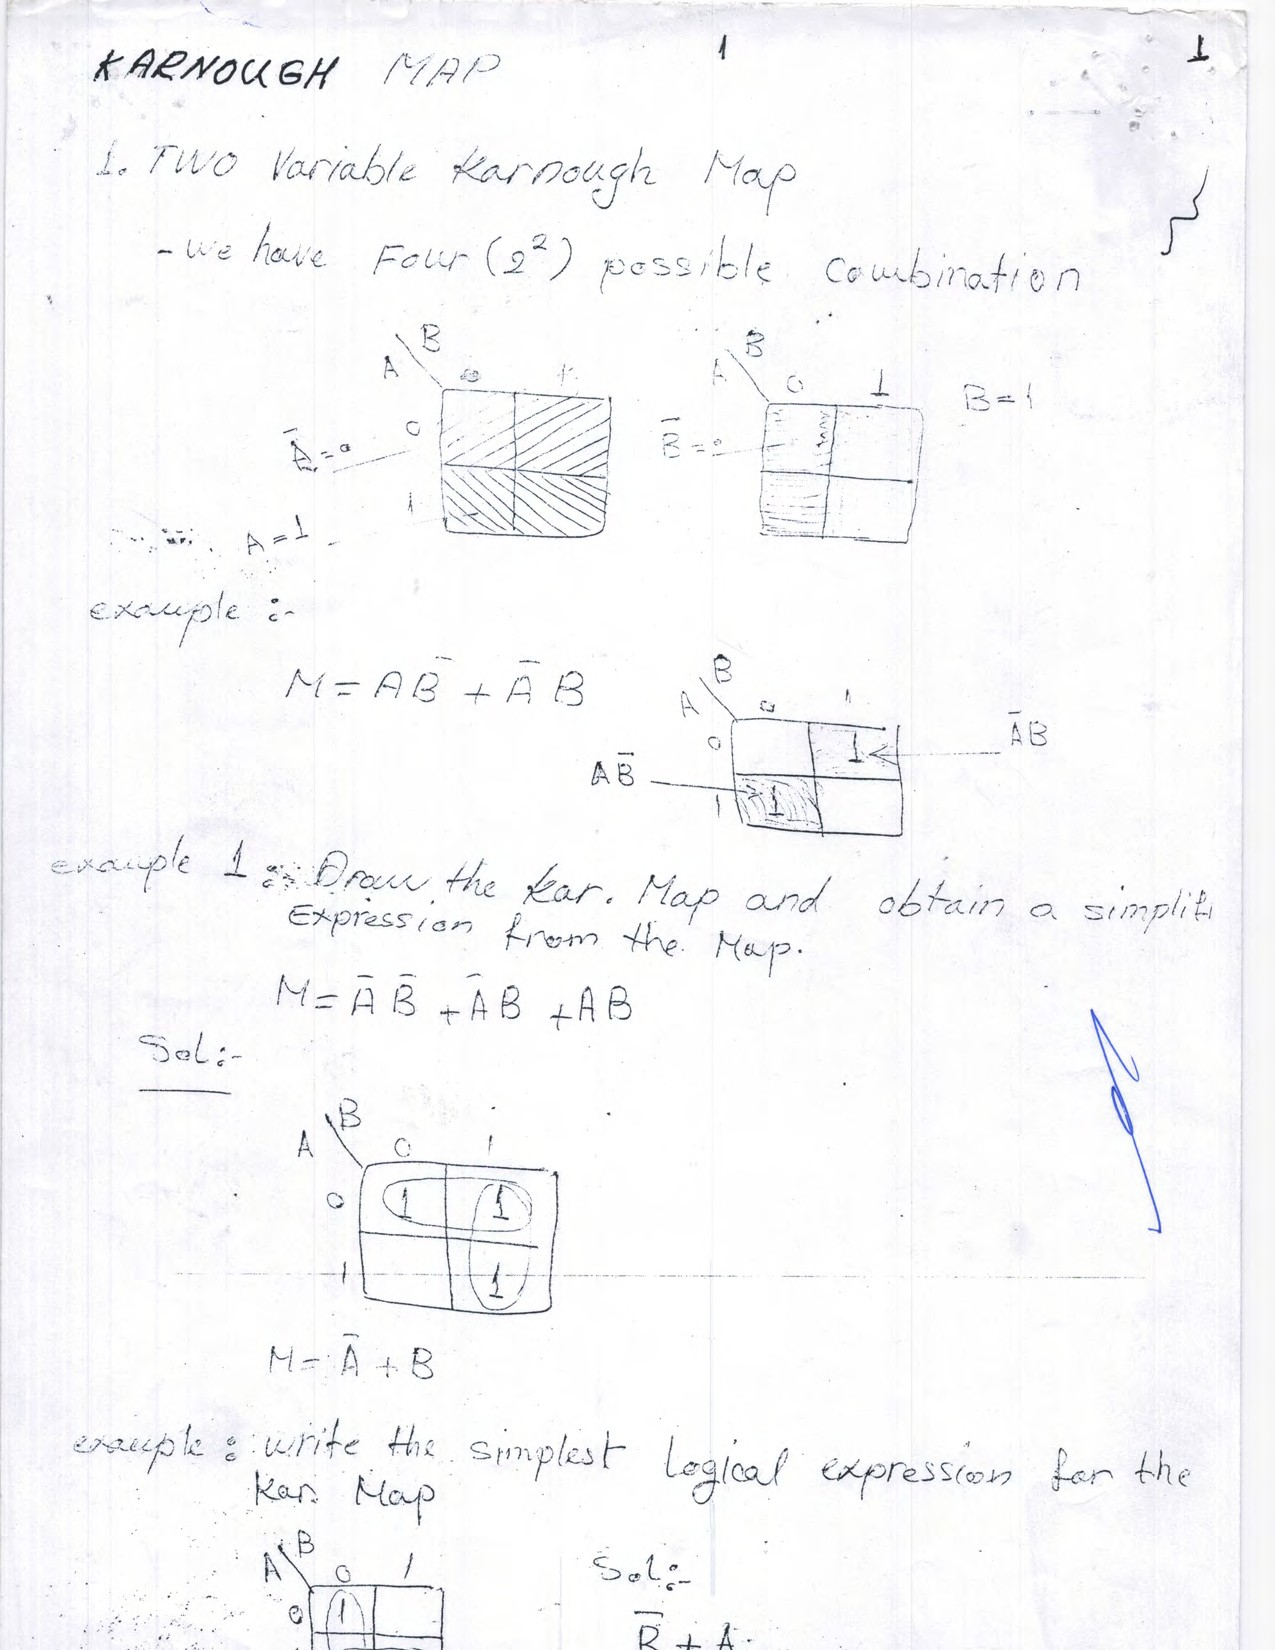 KARNOUGH MAP 1 1
1. TWO Variable Karnough Map
- we have Four (2²) possible combination
B
A 0 1
0
Ā = 0
1
A = 1
B
A 0 1
B = 1
B̄ = 0
example :-
M = AB̄ + ĀB
B
A 0 1
0 1 ĀB
AB̄
1 1
example 1 :- Draw the Kar. Map and obtain a simplifi
Expression from the Map.
M = ĀB̄ + ĀB + AB
Sol :-
B
A 0 1
0 1 1
1 1
M = Ā + B
example : write the simplest Logical expression for the
Kar. Map
B
A 0 1
0 1
Sol :-
B̄ + A